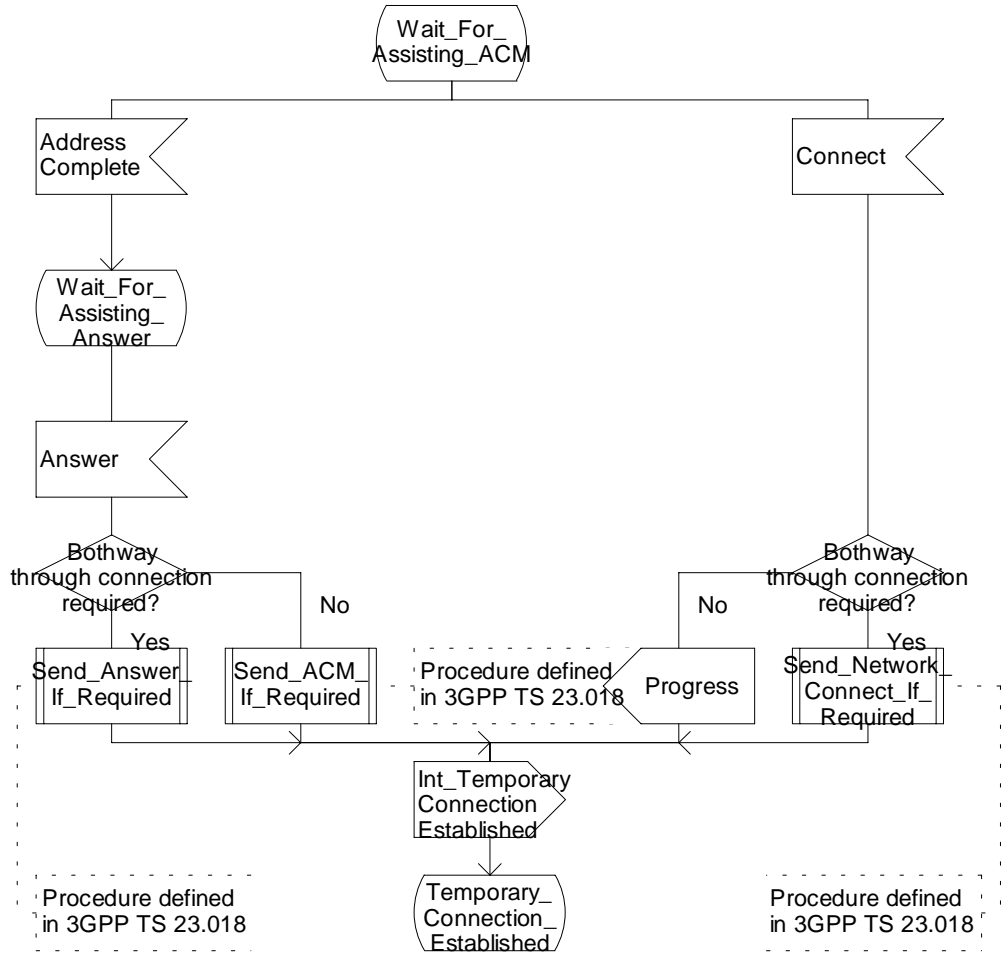 Wait_For_
Assisting_ACM
Address
Complete
Connect
Wait_For_
Assisting_
Answer
Answer
Bothway
through connection
required?
No
Yes
Bothway
through connection
required?
No
Yes
Send_Answer_
If_Required
Send_ACM_
If_Required
Procedure defined
in 3GPP TS 23.018
Progress
Send_Network_
Connect_If_
Required
Int_Temporary
Connection
Established
Procedure defined
in 3GPP TS 23.018
Temporary_
Connection_
Established
Procedure defined
in 3GPP TS 23.018